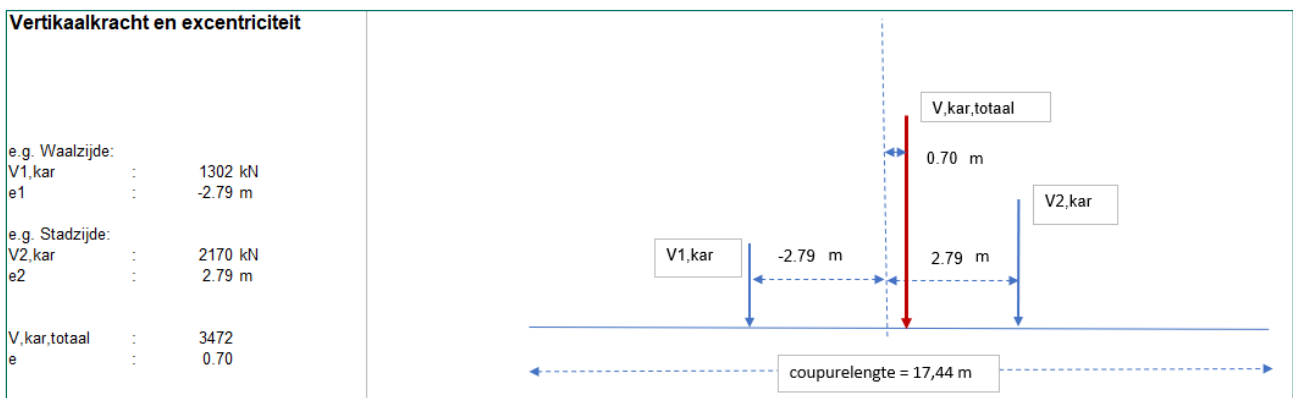 Vertikaalkracht en excentriciteit
e.g. Waalzijde:
V1,kar : 1302 kN
e1 : -2.79 m
e.g. Stadzijde:
V2,kar : 2170 kN
e2 : 2.79 m
V,kar,totaal : 3472
e : 0.70
V,kar,totaal
0.70 m
V2,kar
V1,kar
-2.79 m
2.79 m
coupurelengte = 17,44 m